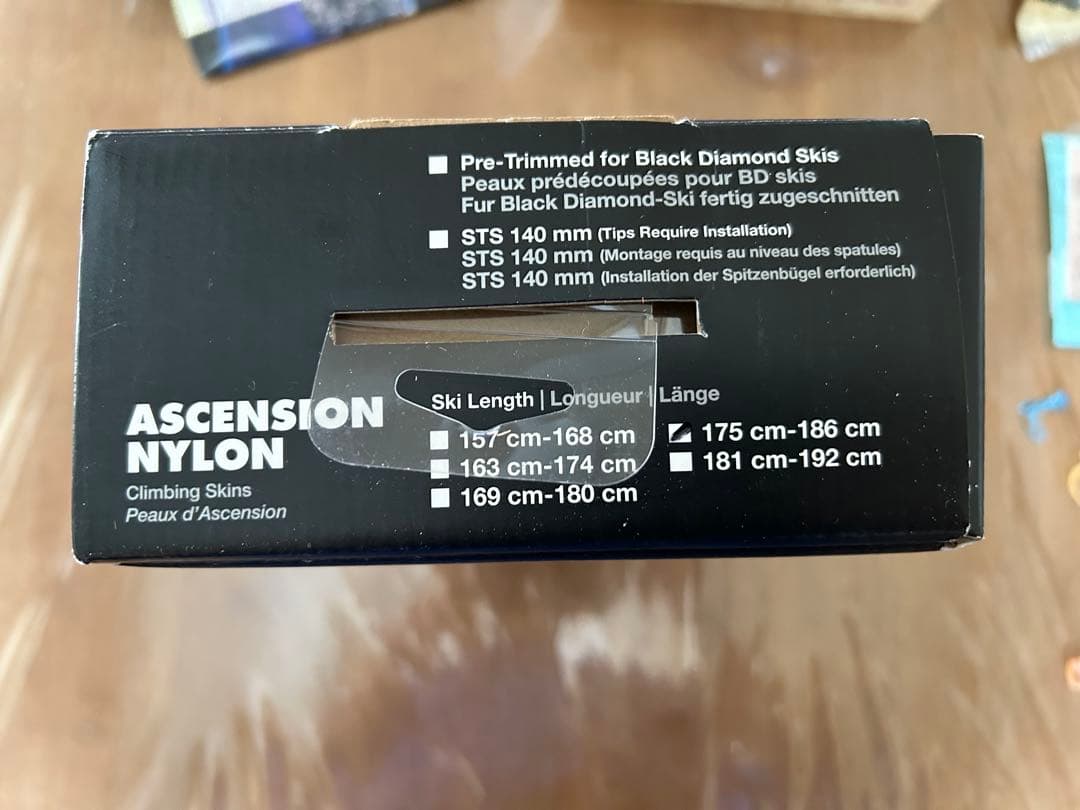 Pre-Trimmed for Black Diamond Skis
Peaux prédécoupées pour BD skis
Fur Black Diamond-Ski fertig zugeschnitten
STS 140 mm (Tips Require Installation)
STS 140 mm (Montage requis au niveau des spatules)
STS 140 mm (Installation der Spitzenbügel erforderlich)
ASCENSION
NYLON
Climbing Skins
Peaux d'Ascension
Ski Length | Longueur | Länge
157 cm-168 cm
163 cm-174 cm
169 cm-180 cm
175 cm-186 cm
181 cm-192 cm